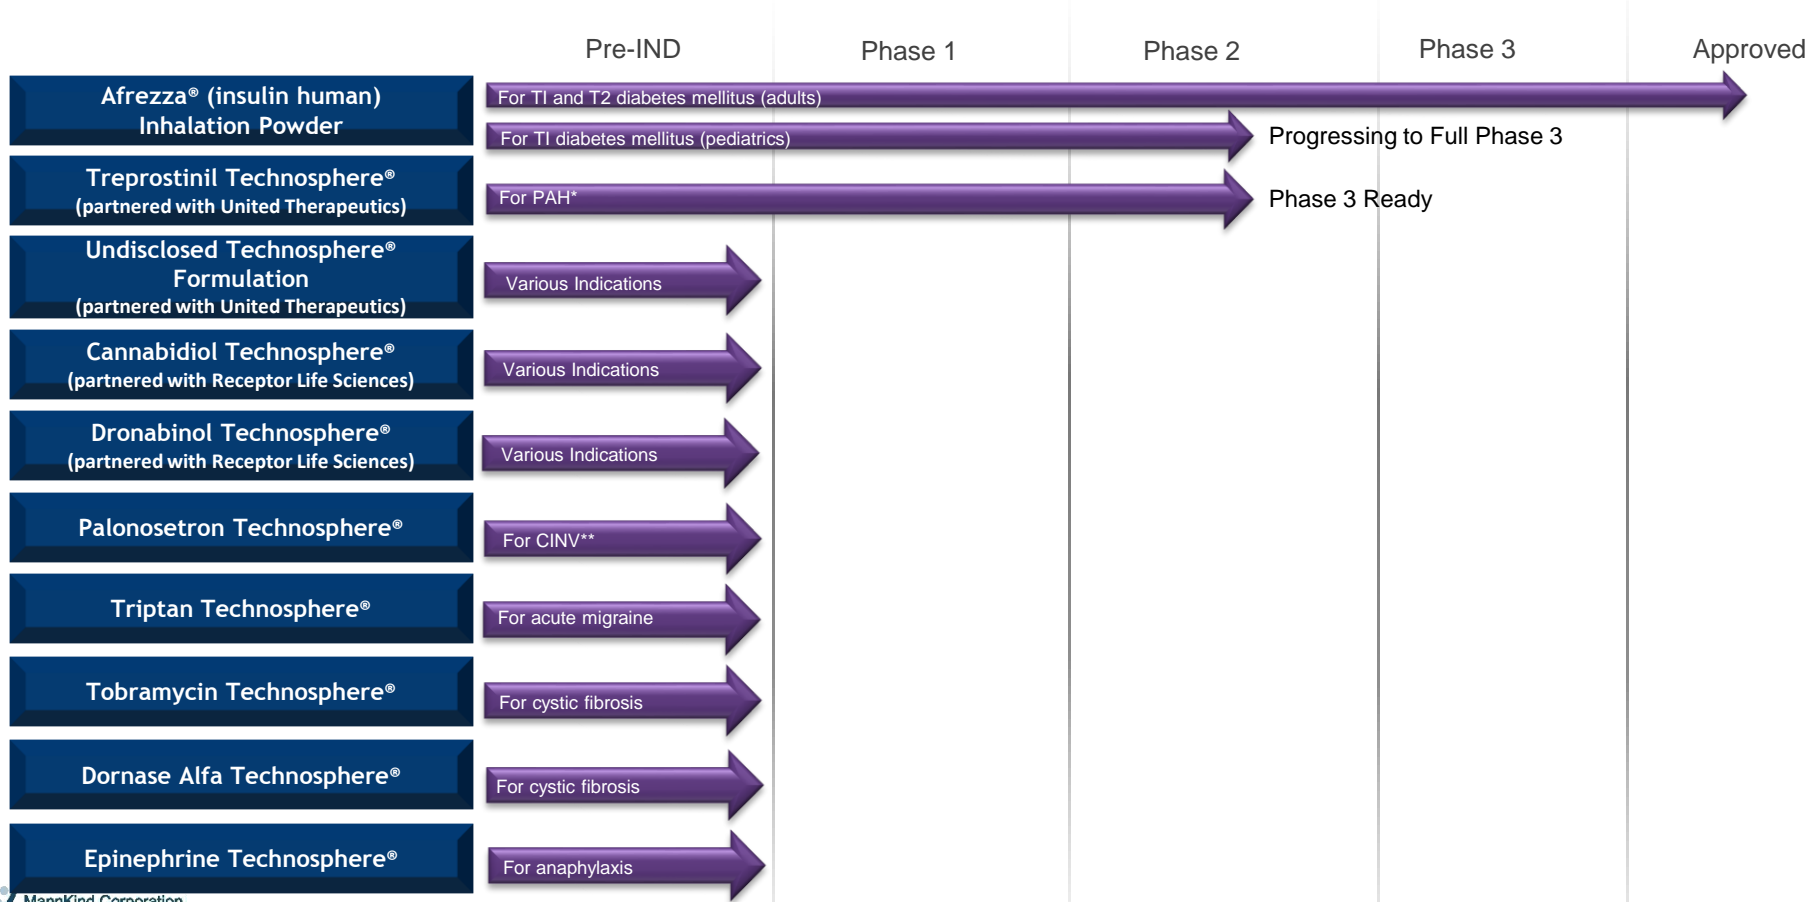 Pre-IND
Phase 1
Phase 2
Phase 3
Approved
Afrezza® (insulin human)
Inhalation Powder
For TI and T2 diabetes mellitus (adults)
For TI diabetes mellitus (pediatrics)
Progressing to Full Phase 3
Treprostinil Technosphere®
(partnered with United Therapeutics)
For PAH*
Phase 3 Ready
Undisclosed Technosphere®
Formulation
(partnered with United Therapeutics)
Various Indications
Cannabidiol Technosphere®
(partnered with Receptor Life Sciences)
Various Indications
Dronabinol Technosphere®
(partnered with Receptor Life Sciences)
Various Indications
Palonosetron Technosphere®
For CINV**
Triptan Technosphere®
For acute migraine
Tobramycin Technosphere®
For cystic fibrosis
Dornase Alfa Technosphere®
For cystic fibrosis
Epinephrine Technosphere®
For anaphylaxis
MannKind Corporation